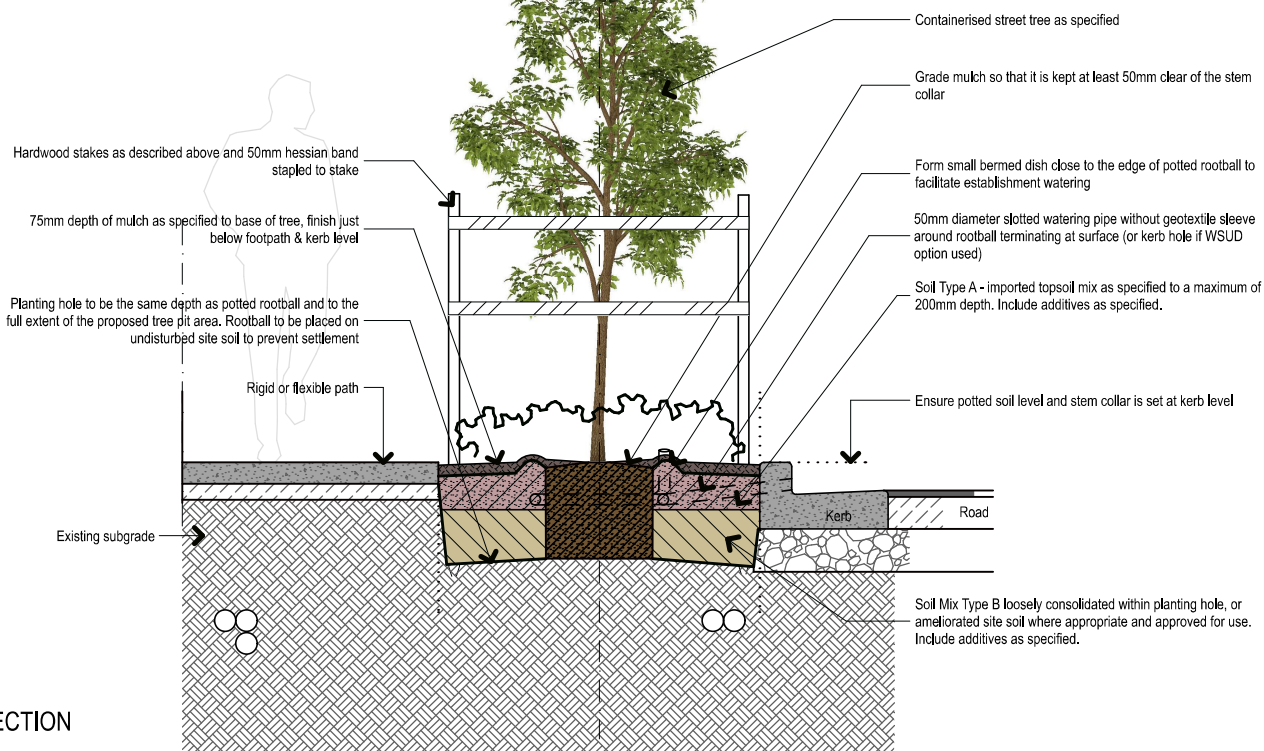 Containerised street tree as specified
Grade mulch so that it is kept at least 50mm clear of the stem
collar
Hardwood stakes as described above and 50mm hessian band
stapled to stake
Form small bermed dish close to the edge of potted rootball to
facilitate establishment watering
75mm depth of mulch as specified to base of tree, finish just
below footpath & kerb level
50mm diameter slotted watering pipe without geotextile sleeve
around rootball terminating at surface (or kerb hole if WSUD
option used)
Planting hole to be the same depth as potted rootball and to the
full extent of the proposed tree pit area. Rootball to be placed on
undisturbed site soil to prevent settlement
Soil Type A - imported topsoil mix as specified to a maximum of
200mm depth. Include additives as specified.
Rigid or flexible path
Ensure potted soil level and stem collar is set at kerb level
Kerb
Road
Existing subgrade
Soil Mix Type B loosely consolidated within planting hole, or
ameliorated site soil where appropriate and approved for use.
Include additives as specified.
ECTION